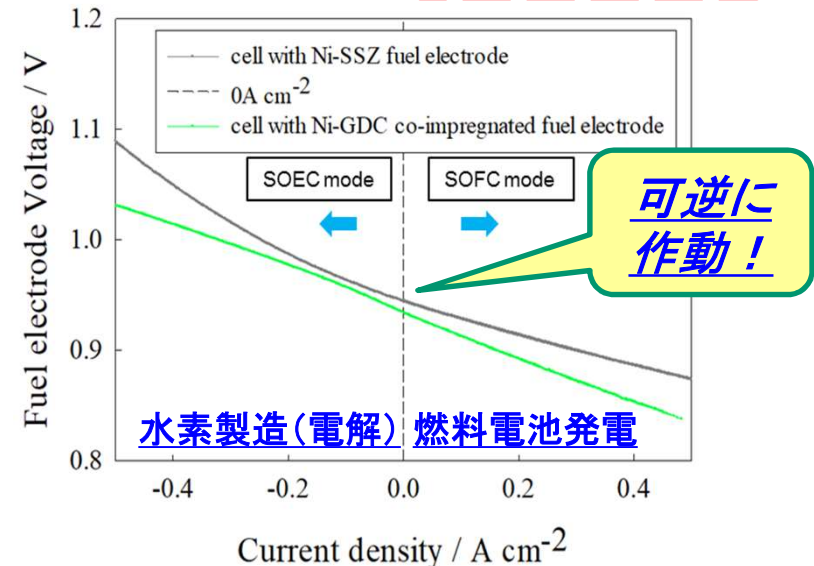 1.2
1.1
1.0
0.9
0.8
Fuel electrode Voltage / V
cell with Ni-SSZ fuel electrode
0A cm-2
cell with Ni-GDC co-impregnated fuel electrode
SOEC mode
SOFC mode
可逆に
作動！
水素製造(電解) 燃料電池発電
-0.4 -0.2 0.0 0.2 0.4
Current density / A cm-2